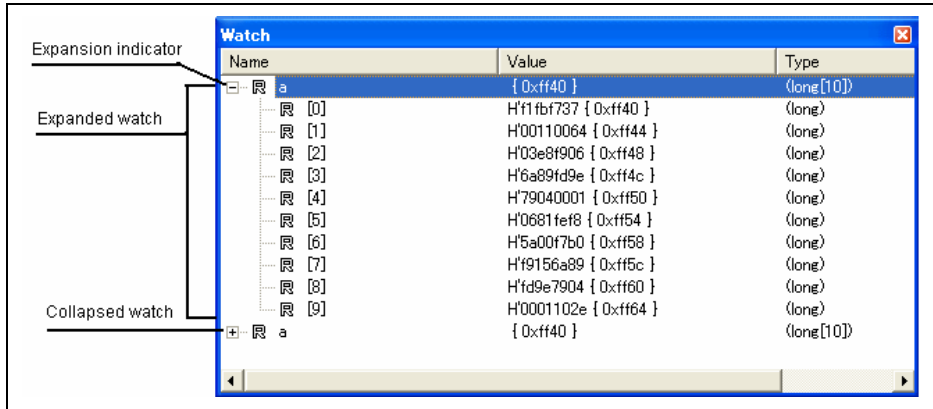 Watch
Expansion indicator
Name Value Type
R a { 0xff40 } (long[10])
R [0] H'f1fbf737 { 0xff40 } (long)
R [1] H'00110064 { 0xff44 } (long)
Expanded watch
R [2] H'03e8f906 { 0xff48 } (long)
R [3] H'6a89fd9e { 0xff4c } (long)
R [4] H'79040001 { 0xff50 } (long)
R [5] H'0681fef8 { 0xff54 } (long)
R [6] H'5a00f7b0 { 0xff58 } (long)
R [7] H'f9156a89 { 0xff5c } (long)
R [8] H'fd9e7904 { 0xff60 } (long)
R [9] H'0001102e { 0xff64 } (long)
Collapsed watch
R a { 0xff40 } (long[10])